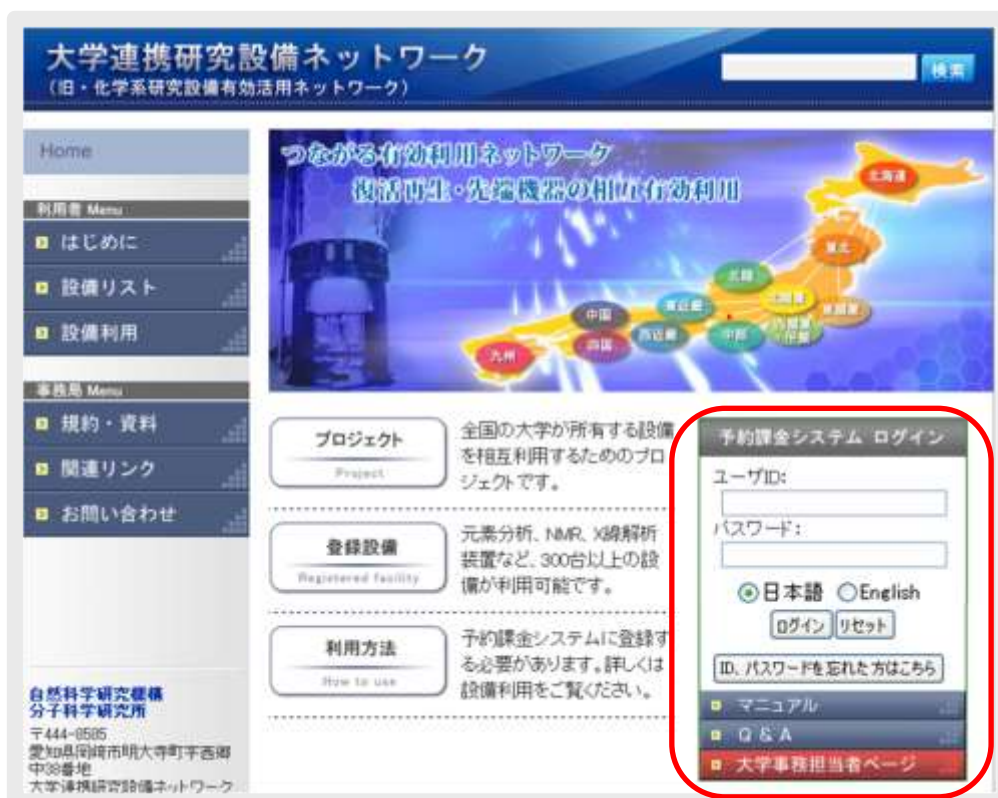 大学連携研究設備ネットワーク
(旧・化学系研究設備有効活用ネットワーク)
検索
Home
利用者 Menu
はじめに
設備リスト
設備利用
事務局 Menu
規約・資料
関連リンク
お問い合わせ
自然科学研究機構
分子科学研究所
〒444-8585
愛知県岡崎市明大寺町字西郷
中38番地
大学連携研究設備ネットワーク
つながる有効利用ネットワーク
復活再生・先端機器の相互有効利用
北海道
東北
北陸
東近畿
中国
西近畿
中部
四国
九州
プロジェクト
Project
全国の大学が所有する設備
を相互利用するためのプロ
ジェクトです。
登録設備
Registered facility
元素分析、NMR、X線解析
装置など、300台以上の設
備が利用可能です。
利用方法
How to use
予約課金システムに登録す
る必要があります。詳しくは
設備利用をご覧ください。
予約課金システム ログイン
ユーザID:
パスワード:
日本語 English
ログイン リセット
ID、パスワードを忘れた方はこちら
マニュアル
Q & A
大学事務担当者ページ